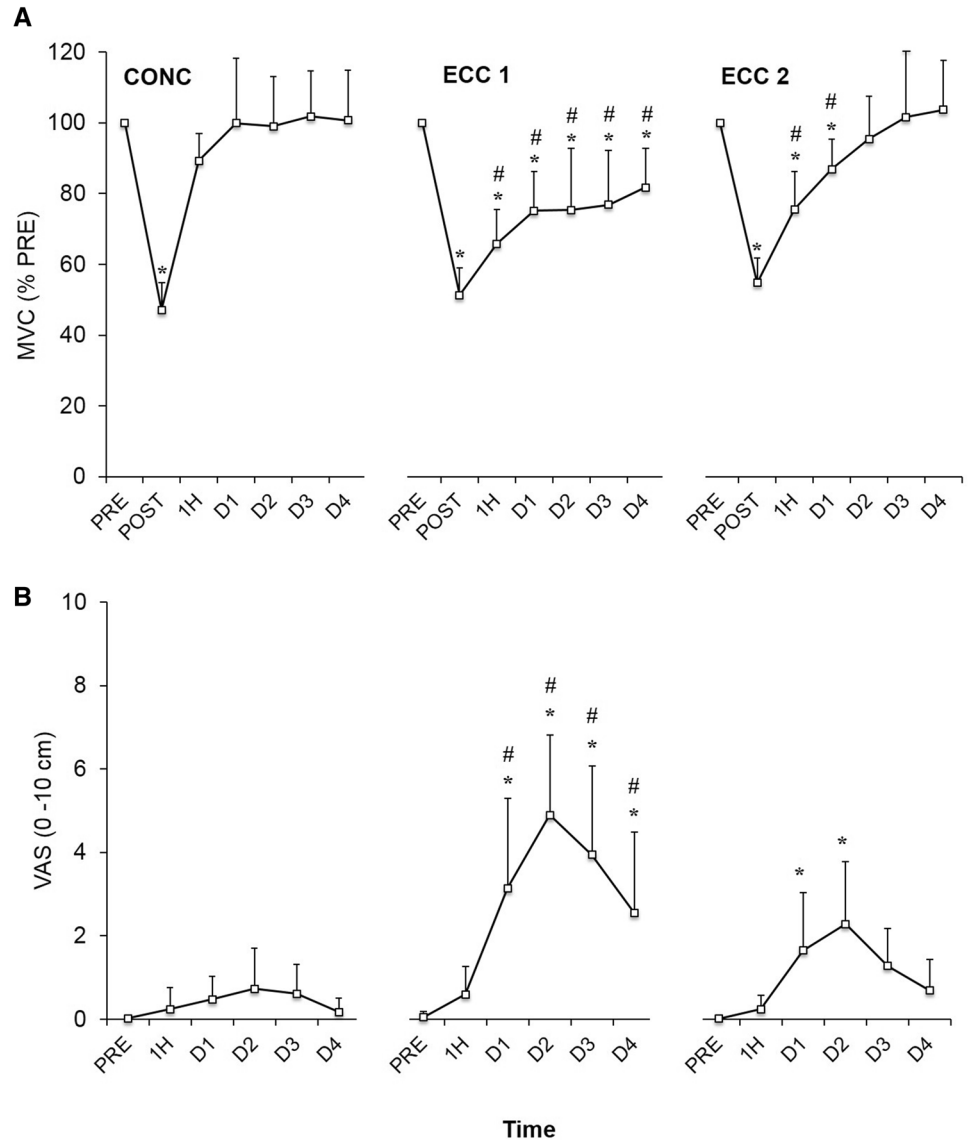 A
120
100
80
60
40
20
0
MVC (% PRE)
CONC
ECC 1
ECC 2
*
*
# *
# *
# *
# *
# *
*
# *
# *
PRE POST 1H D1 D2 D3 D4
PRE POST 1H D1 D2 D3 D4
PRE POST 1H D1 D2 D3 D4
B
10
8
6
4
2
0
VAS (0 -10 cm)
# *
# *
# *
# *
*
*
PRE 1H D1 D2 D3 D4
PRE 1H D1 D2 D3 D4
PRE 1H D1 D2 D3 D4
Time